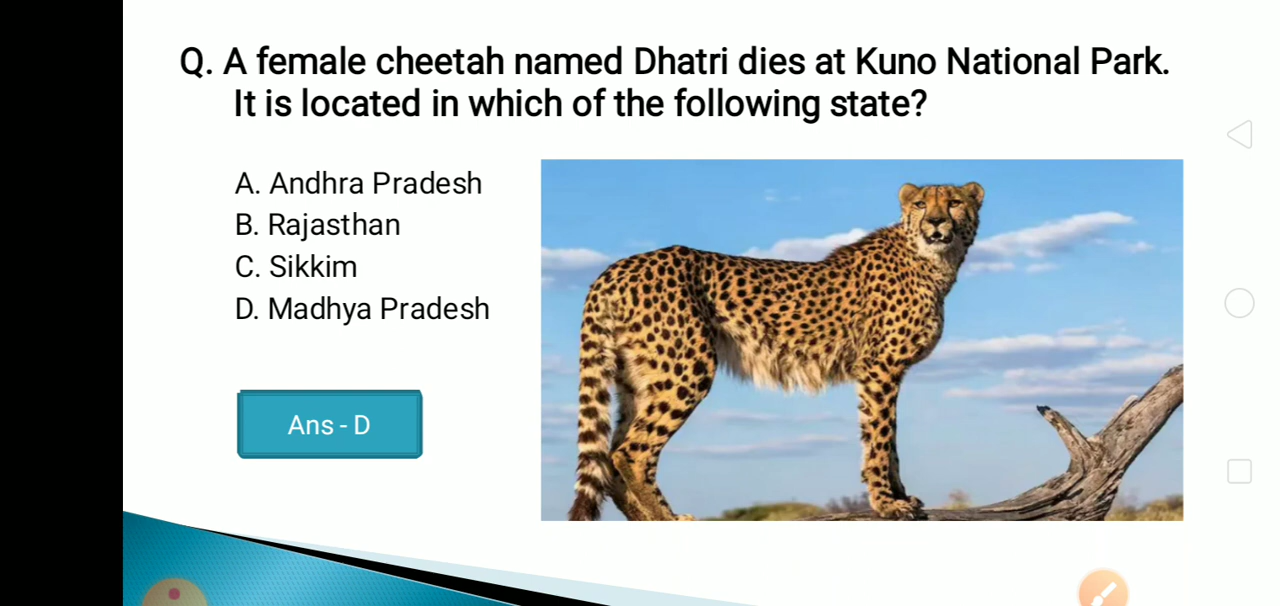 Q. A female cheetah named Dhatri dies at Kuno National Park.
It is located in which of the following state?
A. Andhra Pradesh
B. Rajasthan
C. Sikkim
D. Madhya Pradesh
Ans - D